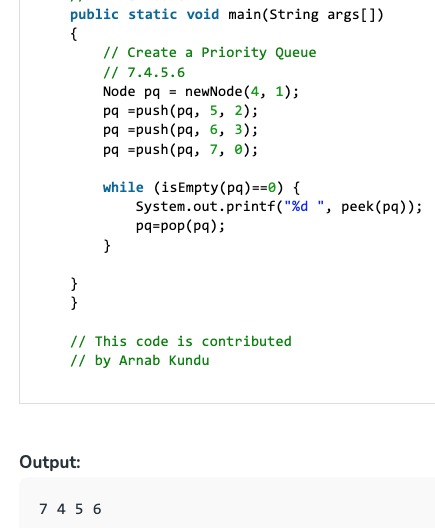 public static void main(String args[])
{
// Create a Priority Queue
// 7.4.5.6
Node pq = newNode(4, 1);
pq =push(pq, 5, 2);
pq =push(pq, 6, 3);
pq =push(pq, 7, 0);
while (isEmpty(pq)==0) {
System.out.printf("%d ", peek(pq));
pq=pop(pq);
}
}
}
// This code is contributed
// by Arnab Kundu
Output:
7 4 5 6